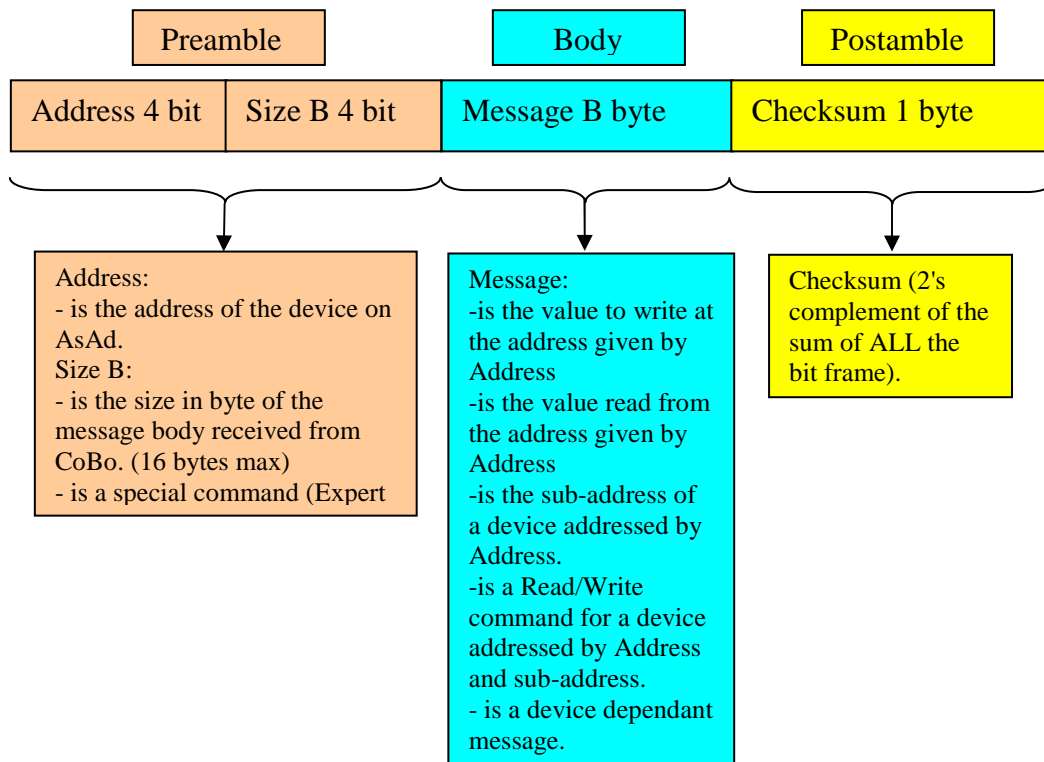 Preamble
Body
Postamble
Address 4 bit
Size B 4 bit
Message B byte
Checksum 1 byte
Address:
- is the address of the device on
AsAd.
Size B:
- is the size in byte of the
message body received from
CoBo. (16 bytes max)
- is a special command (Expert
Message:
-is the value to write at
the address given by
Address
-is the value read from
the address given by
Address
-is the sub-address of
a device addressed by
Address.
-is a Read/Write
command for a device
addressed by Address
and sub-address.
- is a device dependant
message.
Checksum (2's
complement of the
sum of ALL the
bit frame).